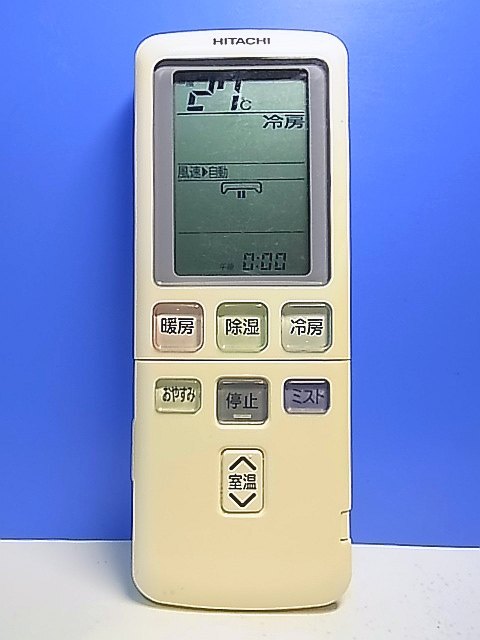 HITACHI
27℃
冷房
風速▶自動
午後 0:00
暖房 除湿 冷房
おやすみ 停止 ミスト
室温